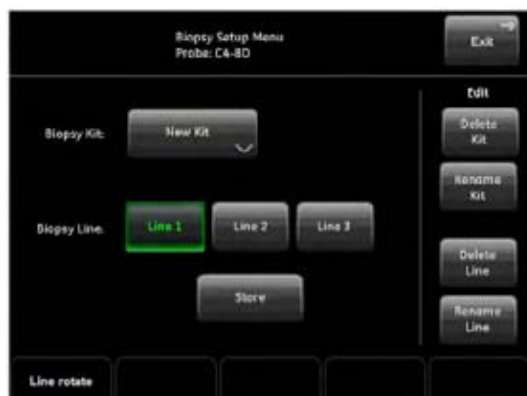 Biopsy Setup Menu
Probe: C4-8D
Exit
Edit
Biopsy Kit:
New Kit
Delete
Kit
Rename
Kit
Biopsy Line:
Line 1
Line 2
Line 3
Delete
Line
Store
Rename
Line
Line rotate